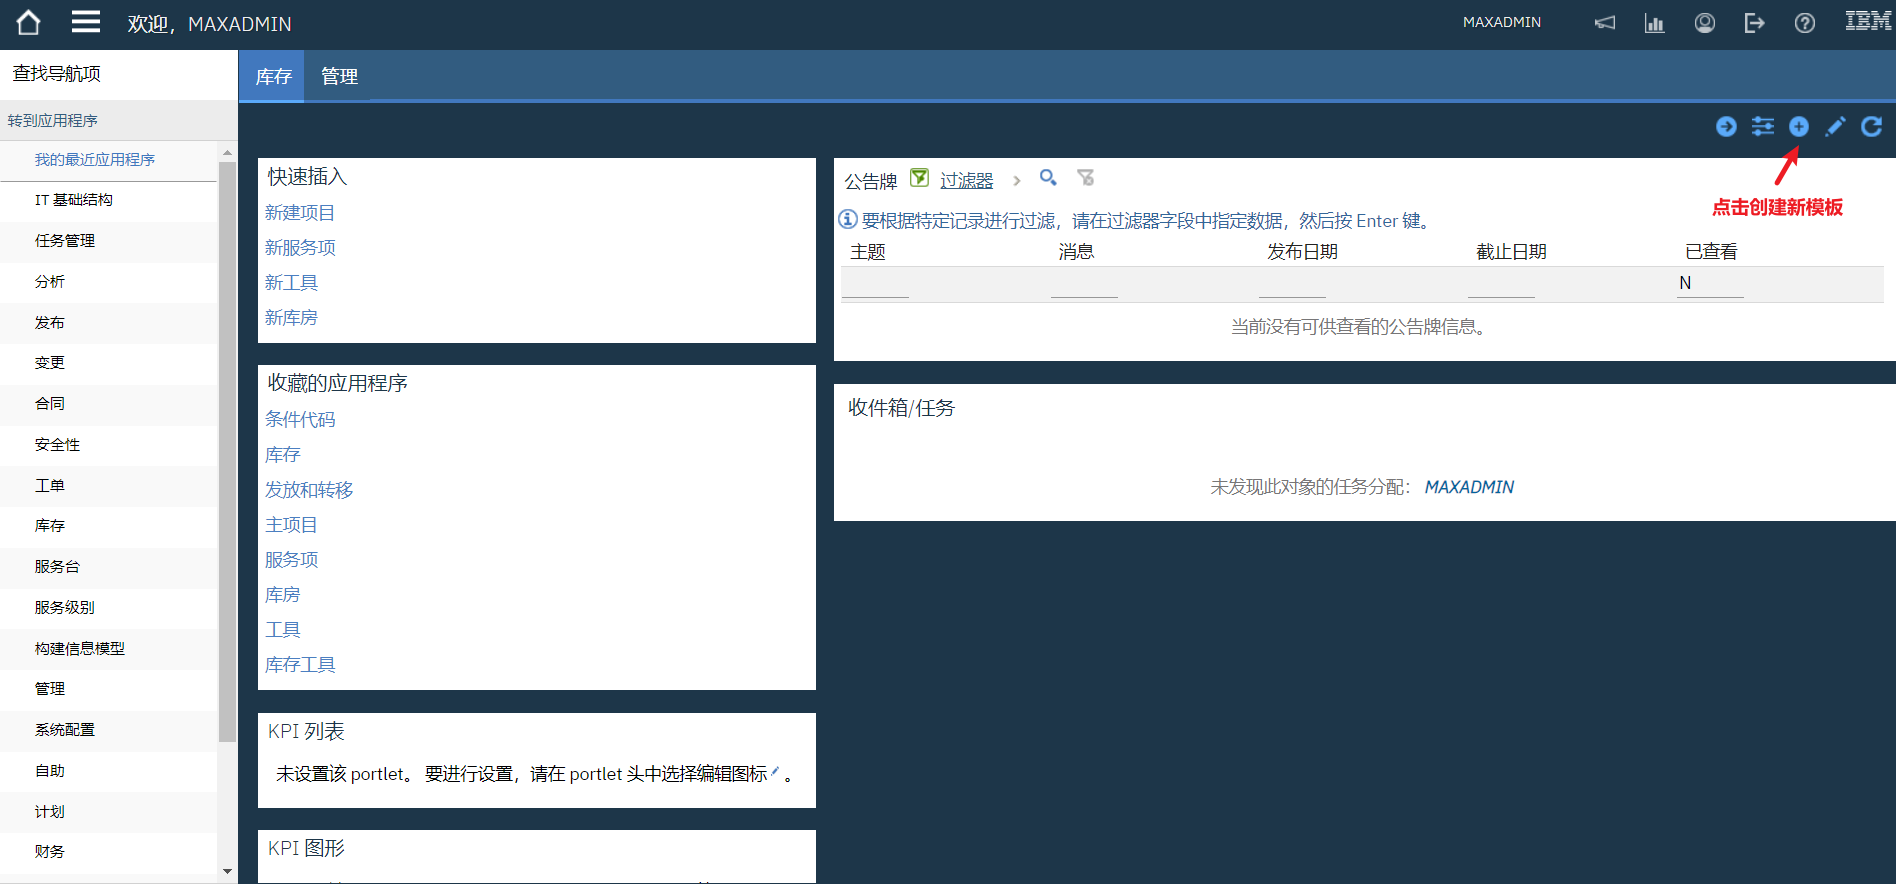 欢迎，MAXADMIN
MAXADMIN
IBM
查找导航项
转到应用程序
我的最近应用程序
IT 基础结构
任务管理
分析
发布
变更
合同
安全性
工单
库存
服务台
服务级别
构建信息模型
管理
系统配置
自助
计划
财务
库存 管理
点击创建新模板
快速插入
新建项目
新服务项
新工具
新库房
收藏的应用程序
条件代码
库存
发放和转移
主项目
服务项
库房
工具
库存工具
KPI 列表
未设置该 portlet。 要进行设置，请在 portlet 头中选择编辑图标 。
KPI 图形
公告牌 过滤器
要根据特定记录进行过滤，请在过滤器字段中指定数据，然后按 Enter 键。
主题 消息 发布日期 截止日期 已查看
N
当前没有可供查看的公告牌信息。
收件箱/任务
未发现此对象的任务分配： MAXADMIN